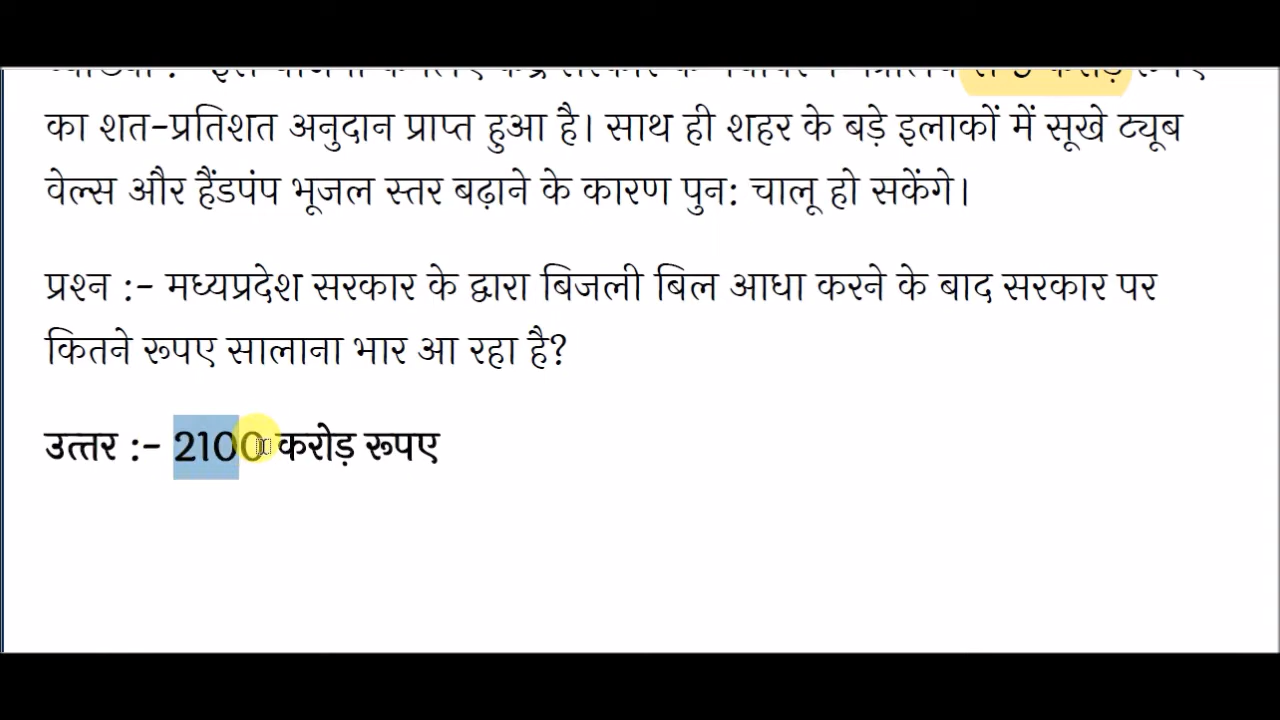 रूपए
का शत-प्रतिशत अनुदान प्राप्त हुआ है। साथ ही शहर के बड़े इलाकों में सूखे ट्यूब
वेल्स और हैंडपंप भूजल स्तर बढ़ाने के कारण पुन: चालू हो सकेंगे।
प्रश्न :- मध्यप्रदेश सरकार के द्वारा बिजली बिल आधा करने के बाद सरकार पर
कितने रूपए सालाना भार आ रहा है?
उत्तर :- 2100 करोड़ रूपए